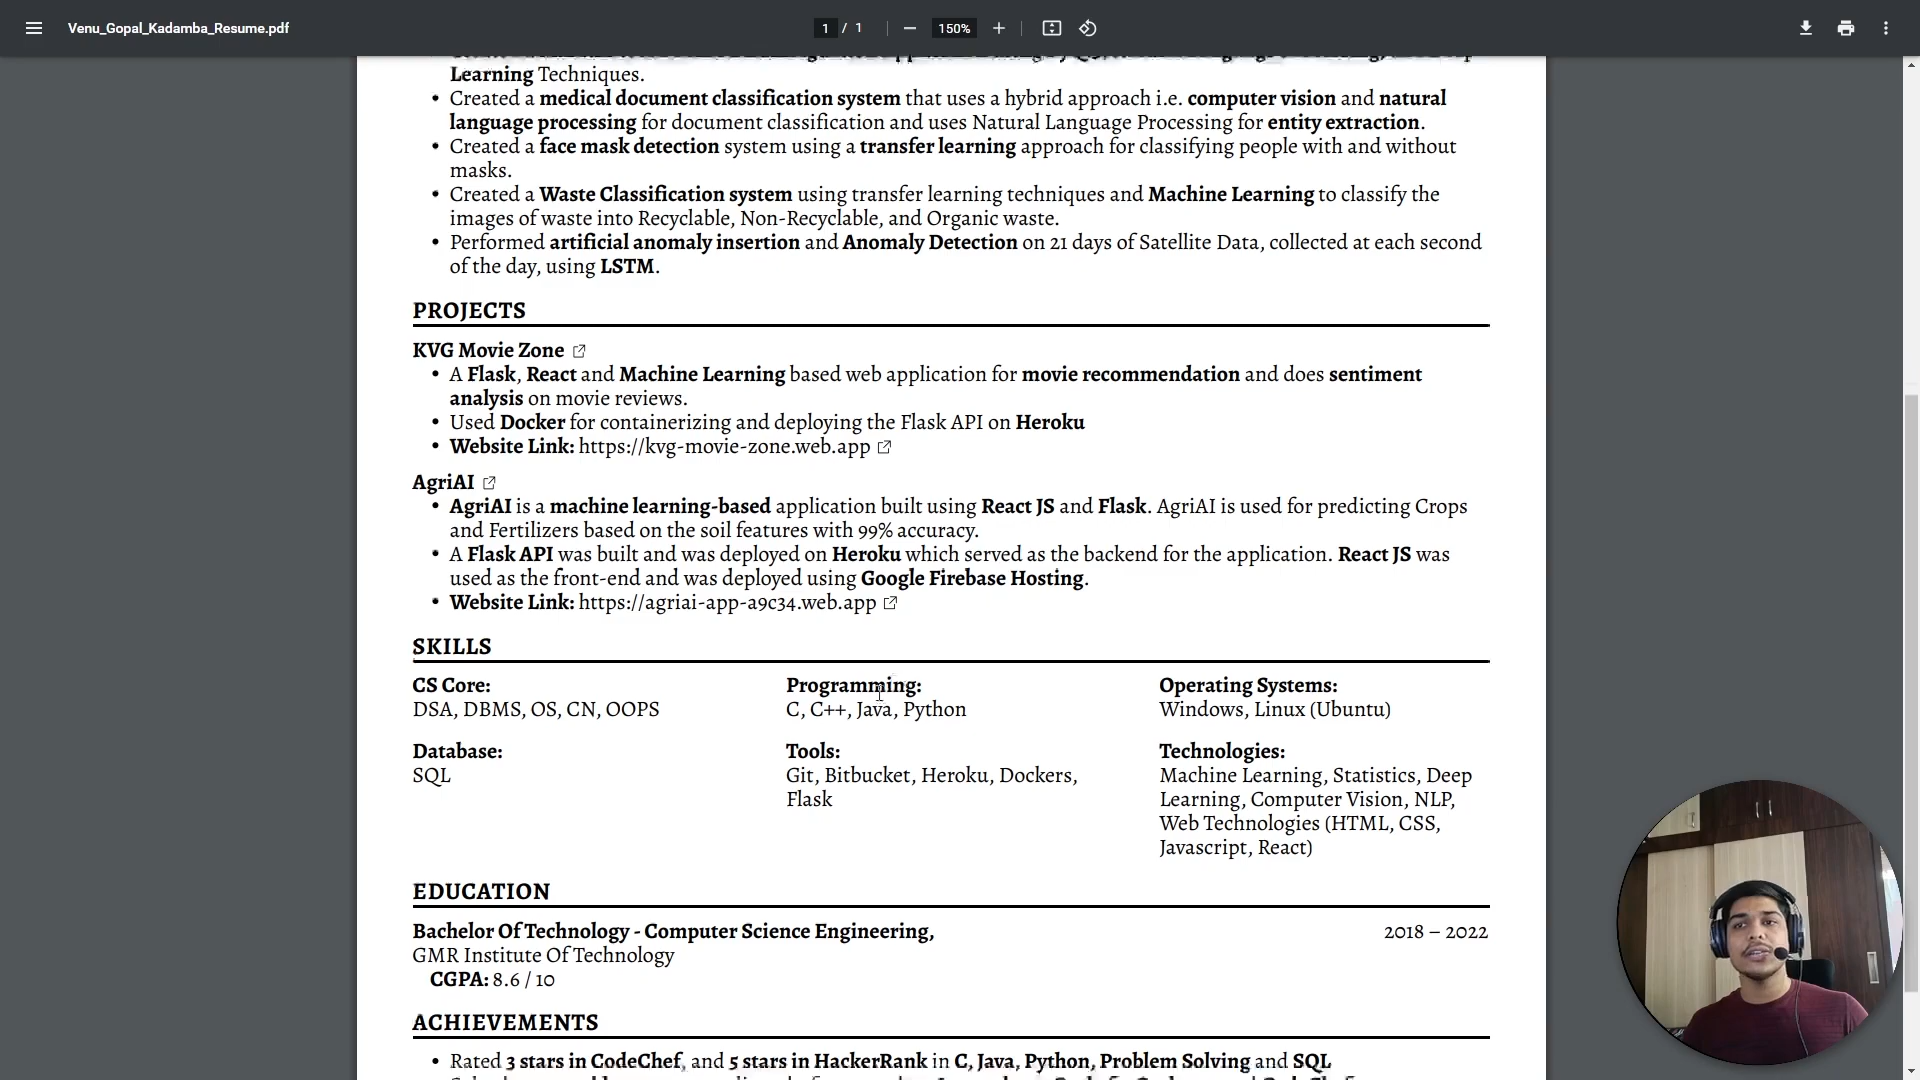 Venu_Gopal_Kadamba_Resume.pdf
1 / 1
150%
Learning Techniques.
• Created a medical document classification system that uses a hybrid approach i.e. computer vision and natural
language processing for document classification and uses Natural Language Processing for entity extraction.
• Created a face mask detection system using a transfer learning approach for classifying people with and without
masks.
• Created a Waste Classification system using transfer learning techniques and Machine Learning to classify the
images of waste into Recyclable, Non-Recyclable, and Organic waste.
• Performed artificial anomaly insertion and Anomaly Detection on 21 days of Satellite Data, collected at each second
of the day, using LSTM.
PROJECTS
KVG Movie Zone
• A Flask, React and Machine Learning based web application for movie recommendation and does sentiment
analysis on movie reviews.
• Used Docker for containerizing and deploying the Flask API on Heroku
• Website Link: https://kvg-movie-zone.web.app
AgriAI
• AgriAI is a machine learning-based application built using React JS and Flask. AgriAI is used for predicting Crops
and Fertilizers based on the soil features with 99% accuracy.
• A Flask API was built and was deployed on Heroku which served as the backend for the application. React JS was
used as the front-end and was deployed using Google Firebase Hosting.
• Website Link: https://agriai-app-a9c34.web.app
SKILLS
CS Core:
DSA, DBMS, OS, CN, OOPS
Programming:
C, C++, Java, Python
Operating Systems:
Windows, Linux (Ubuntu)
Database:
SQL
Tools:
Git, Bitbucket, Heroku, Dockers,
Flask
Technologies:
Machine Learning, Statistics, Deep
Learning, Computer Vision, NLP,
Web Technologies (HTML, CSS,
Javascript, React)
EDUCATION
Bachelor Of Technology - Computer Science Engineering,
2018 – 2022
GMR Institute Of Technology
CGPA: 8.6 / 10
ACHIEVEMENTS
• Rated 3 stars in CodeChef, and 5 stars in HackerRank in C, Java, Python, Problem Solving and SQL